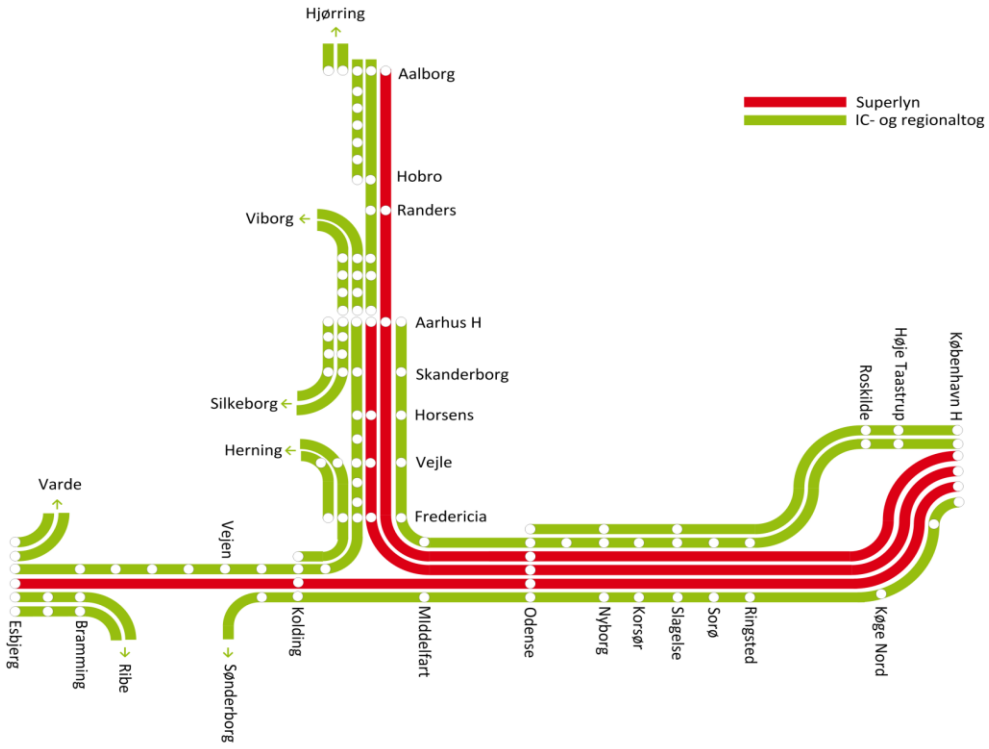 Hjørring
Aalborg
Superlyn
IC- og regionaltog
Hobro
Randers
Viborg
Aarhus H
København H
Høje Taastrup
Roskilde
Skanderborg
Silkeborg
Horsens
Herning
Vejle
Varde
Fredericia
Vejen
Esbjerg
Bramming
Ribe
Sønderborg
Kolding
MIddelfart
Odense
Nyborg
Korsør
Slagelse
Sorø
Ringsted
Køge Nord